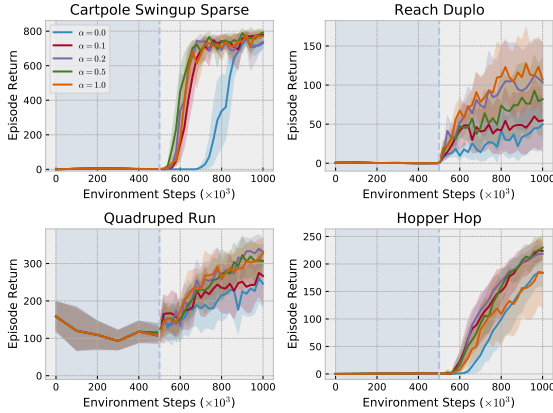 Cartpole Swingup Sparse
Episode Return
800
600
400
200
0
α = 0.0
α = 0.1
α = 0.2
α = 0.5
α = 1.0
0 200 400 600 800 1000
Environment Steps (×10³)
Reach Duplo
Episode Return
150
100
50
0
0 200 400 600 800 1000
Environment Steps (×10³)
Quadruped Run
Episode Return
300
200
100
0
0 200 400 600 800 1000
Environment Steps (×10³)
Hopper Hop
Episode Return
250
200
150
100
50
0
0 200 400 600 800 1000
Environment Steps (×10³)